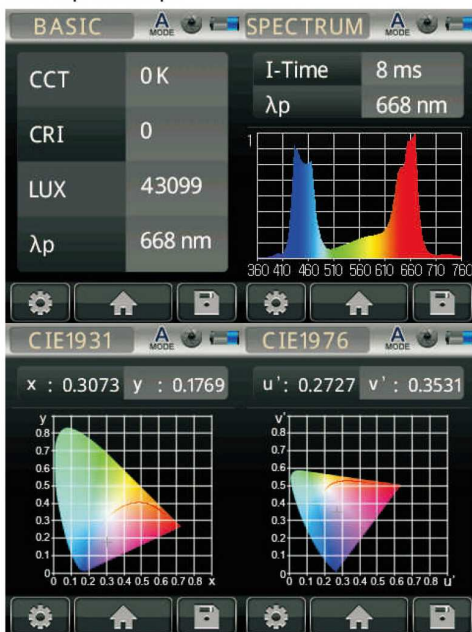 BASIC
A
MODE
CCT 0 K
CRI 0
LUX 43099
λp 668 nm
SPECTRUM
A
MODE
I-Time 8 ms
λp 668 nm
1
360 410 460 510 560 610 660 710 760
CIE1931
A
MODE
x : 0.3073 y : 0.1769
y
0.8
0.7
0.6
0.5
0.4
0.3
0.2
0.1
0
0 0.1 0.2 0.3 0.4 0.5 0.6 0.7 0.8 x
CIE1976
A
MODE
u': 0.2727 v': 0.3531
v'
0.8
0.7
0.6
0.5
0.4
0.3
0.2
0.1
0
0 0.1 0.2 0.3 0.4 0.5 0.6 0.7 0.8 u'